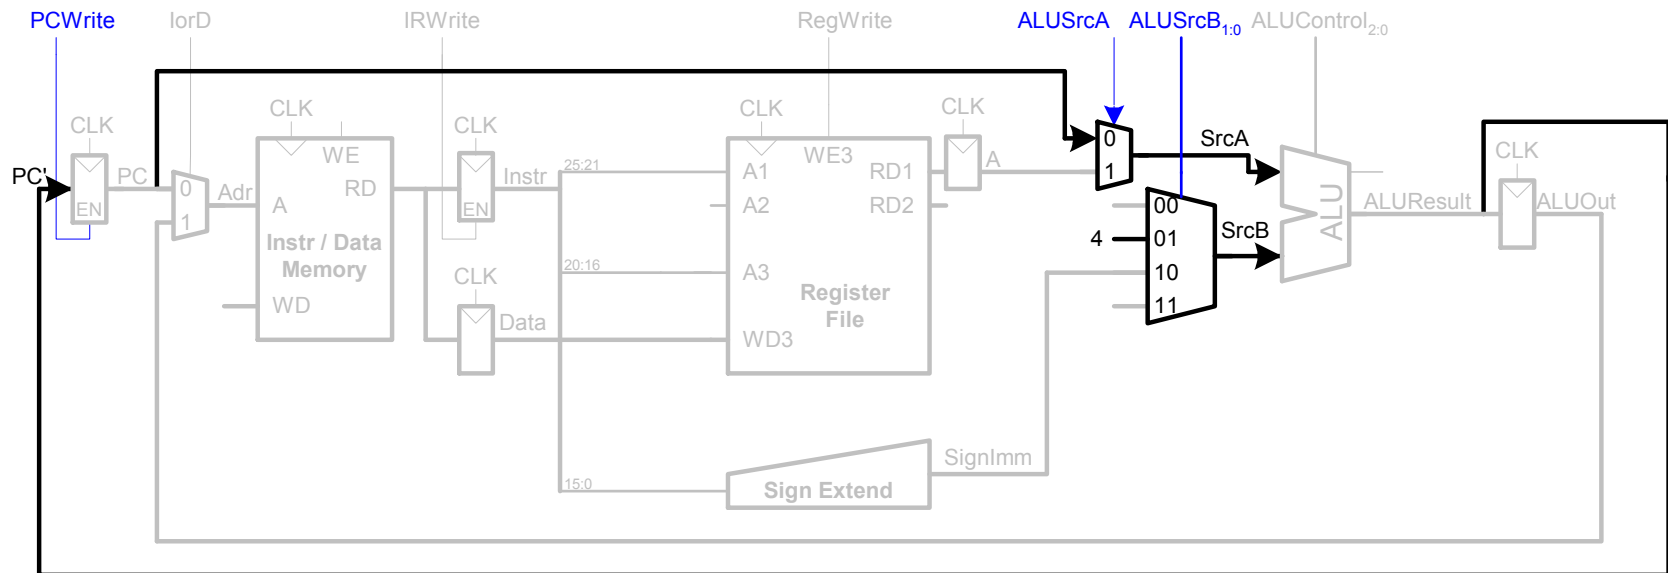 PCWrite IorD IRWrite RegWrite ALUSrcA ALUSrcB1:0 ALUControl2:0
CLK CLK CLK CLK CLK CLK
PC' PC EN
0 1 Adr
WE RD A Instr / Data Memory WD
EN Instr
CLK Data
25:21
20:16
15:0
A1 A2 A3 WD3 WE3 RD1 RD2 Register File
A
0 1 SrcA
00 01 10 11 4 SrcB
ALU ALUResult ALUOut
Sign Extend SignImm